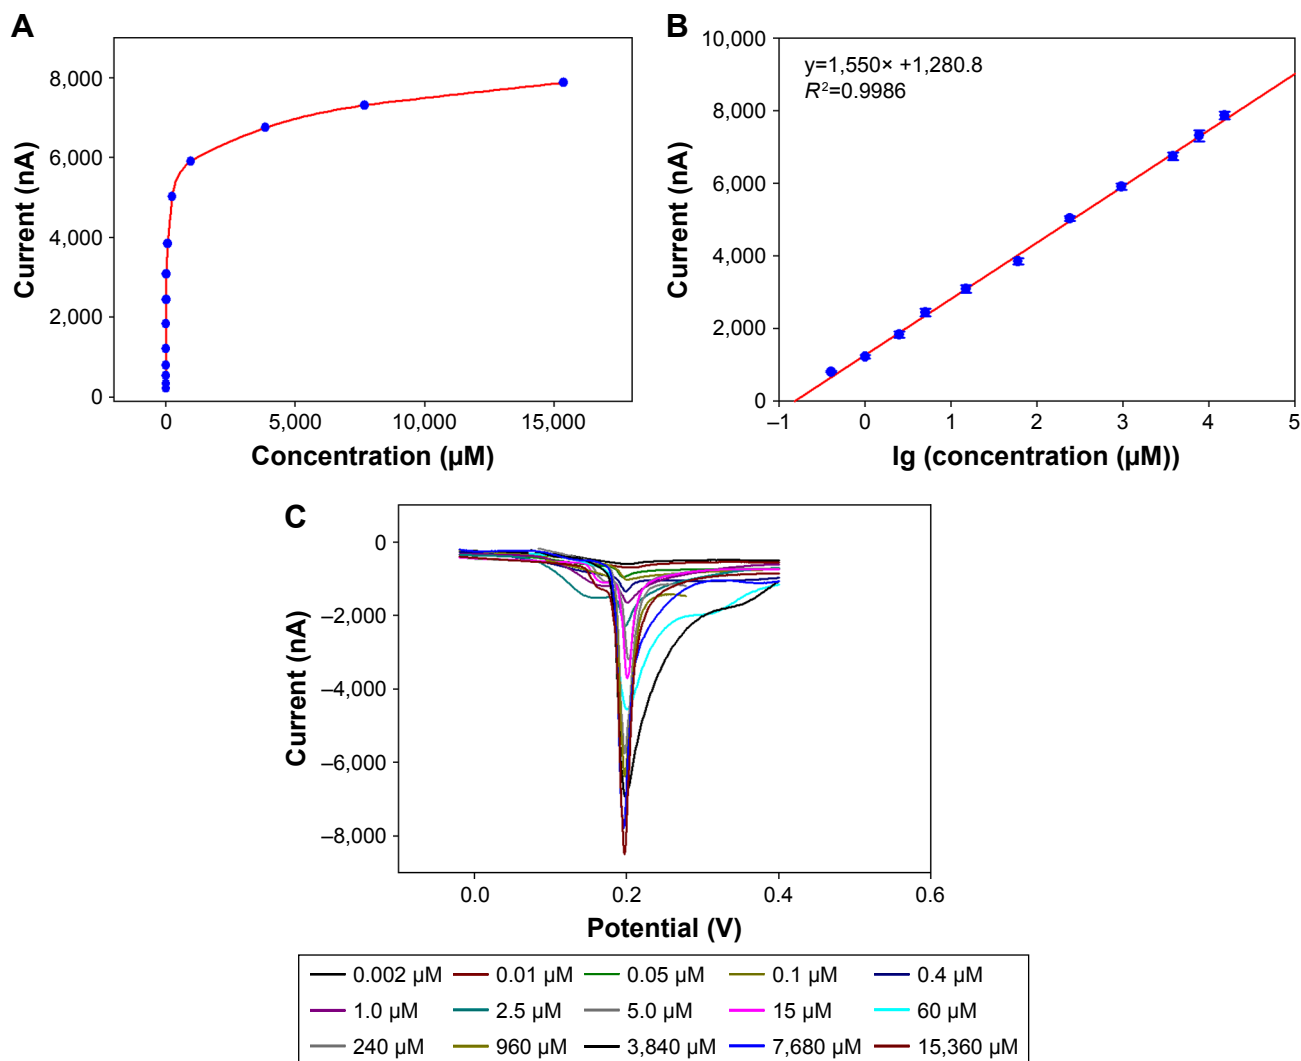 A
B
8,000
6,000
4,000
2,000
0
Current (nA)
0
5,000
10,000
15,000
Concentration (µM)
y=1,550× +1,280.8
R²=0.9986
10,000
8,000
6,000
4,000
2,000
0
Current (nA)
–1
0
1
2
3
4
5
lg (concentration (µM))
C
0
–2,000
–4,000
–6,000
–8,000
Current (nA)
0.0
0.2
0.4
0.6
Potential (V)
0.002 µM 0.01 µM 0.05 µM 0.1 µM 0.4 µM
1.0 µM 2.5 µM 5.0 µM 15 µM 60 µM
240 µM 960 µM 3,840 µM 7,680 µM 15,360 µM